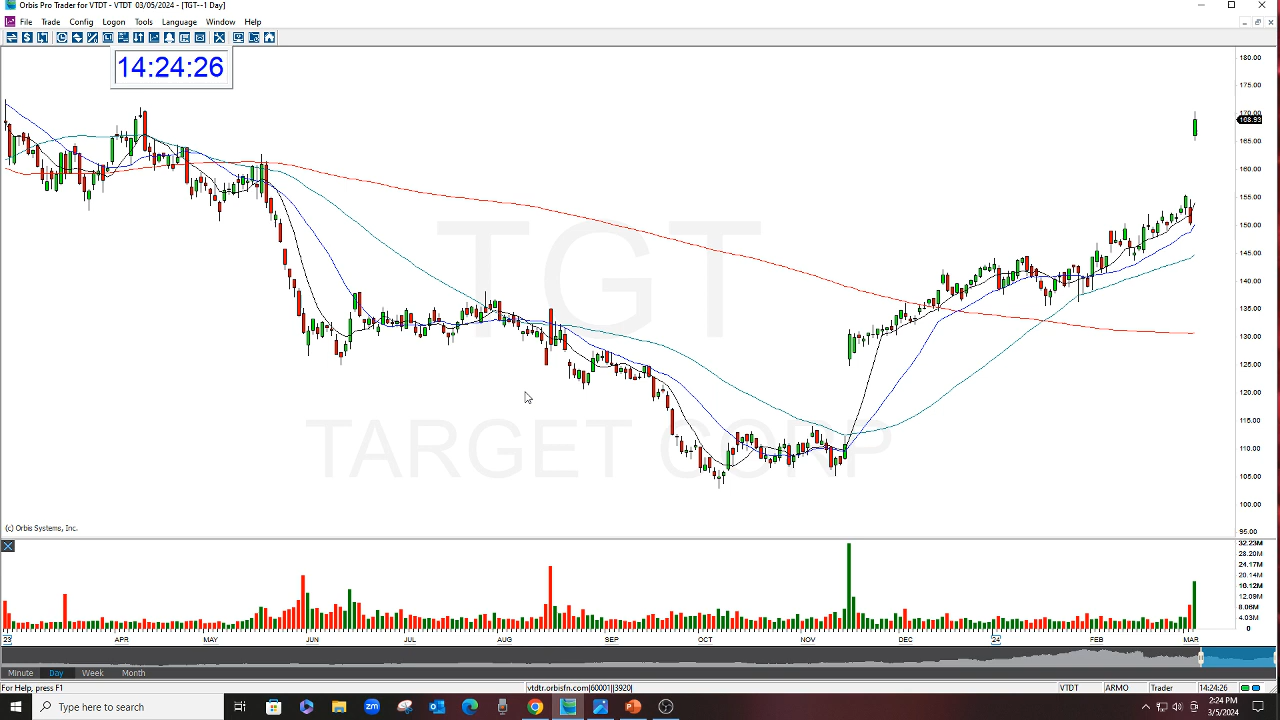 Orbis Pro Trader for VTDT - VTDT 03/05/2024 - [TGT--1 Day]
File Trade Config Logon Tools Language Window Help
14:24:26
180.00
175.00
170.00
168.93
165.00
160.00
155.00
150.00
145.00
140.00
135.00
130.00
125.00
120.00
115.00
110.00
105.00
100.00
95.00
TGT
TARGET CORP
(c) Orbis Systems, Inc.
32.23M
28.20M
24.17M
20.14M
16.12M
12.09M
8.06M
4.03M
0
23 APR MAY JUN JUL AUG SEP OCT NOV DEC 24 FEB MAR
Minute Day Week Month
For Help, press F1 vtdtr.orbisfn.com|60001||3920| VTDT ARMO Trader 14:24:26
Type here to search
2:24 PM
3/5/2024